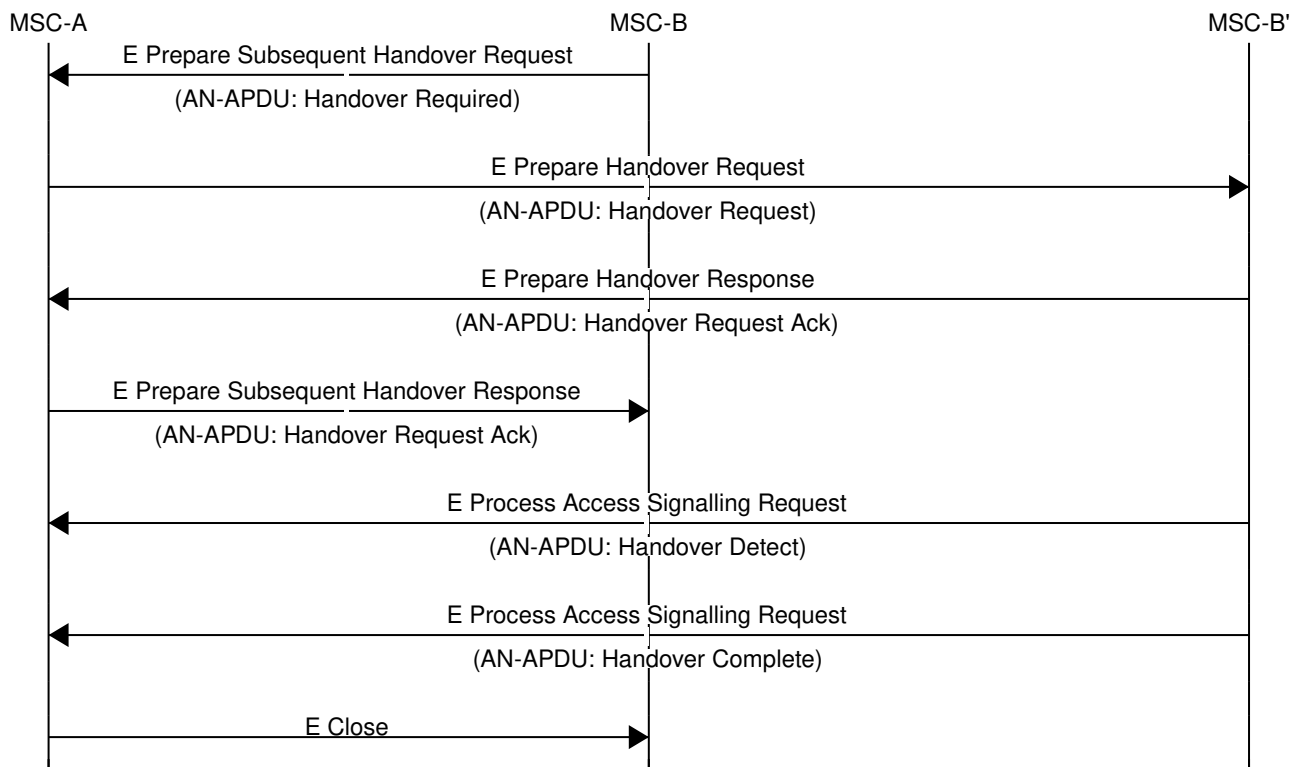 MSC-A
MSC-B
MSC-B'
E Prepare Subsequent Handover Request
(AN-APDU: Handover Required)
E Prepare Handover Request
(AN-APDU: Handover Request)
E Prepare Handover Response
(AN-APDU: Handover Request Ack)
E Prepare Subsequent Handover Response
(AN-APDU: Handover Request Ack)
E Process Access Signalling Request
(AN-APDU: Handover Detect)
E Process Access Signalling Request
(AN-APDU: Handover Complete)
E Close